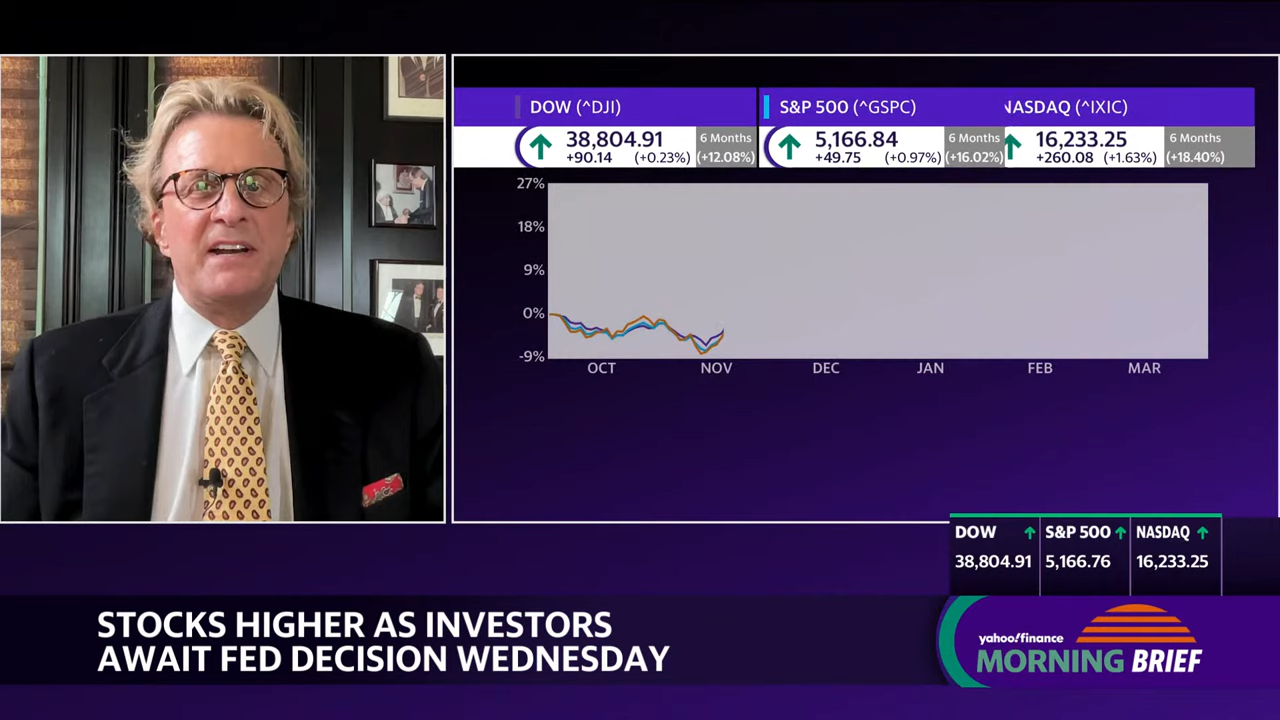 DOW (^DJI)
38,804.91
+90.14 (+0.23%)
6 Months
(+12.08%)
S&P 500 (^GSPC)
5,166.84
+49.75 (+0.97%)
6 Months
(+16.02%)
NASDAQ (^IXIC)
16,233.25
+260.08 (+1.63%)
6 Months
(+18.40%)
27%
18%
9%
0%
-9%
OCT NOV DEC JAN FEB MAR
DOW S&P 500 NASDAQ
38,804.91 5,166.76 16,233.25
STOCKS HIGHER AS INVESTORS
AWAIT FED DECISION WEDNESDAY
yahoo!finance
MORNING BRIEF